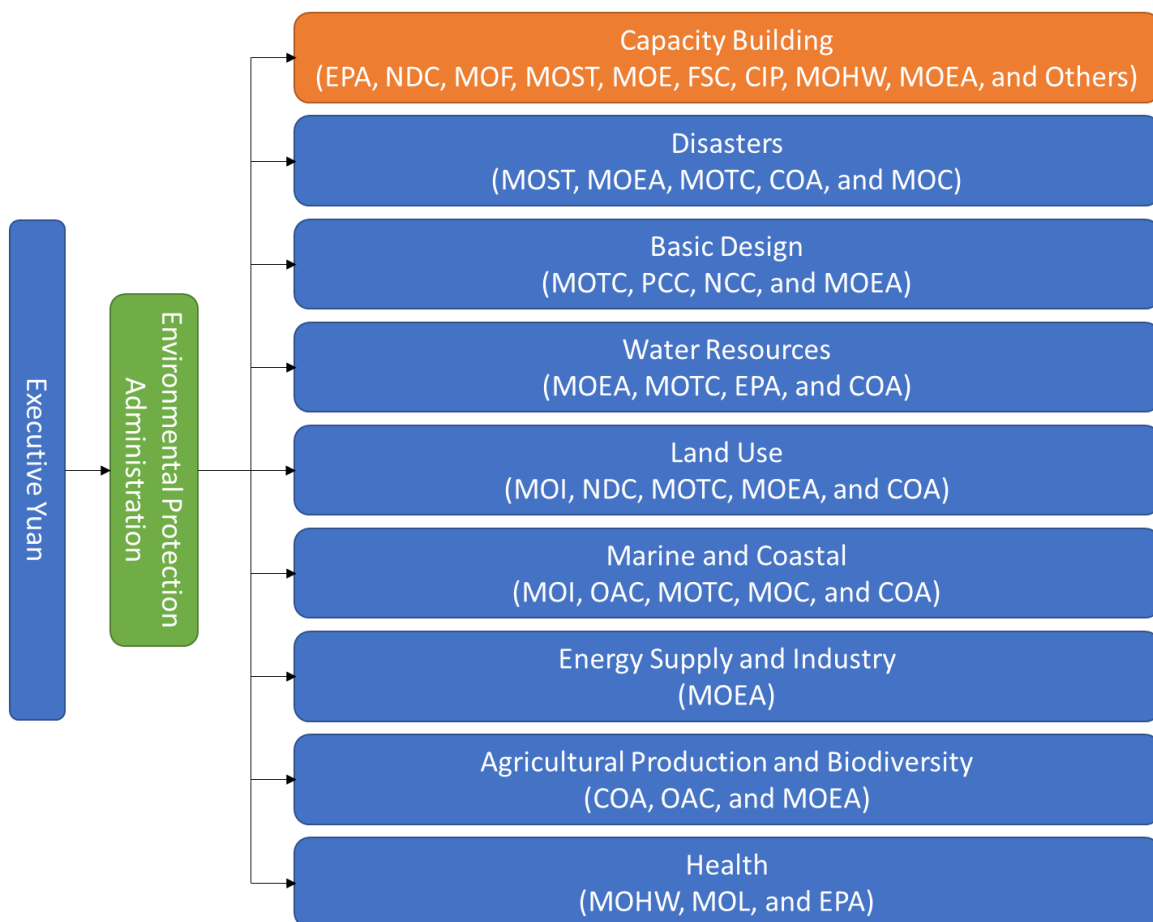 Executive Yuan
Environmental Protection
Administration
Capacity Building
(EPA, NDC, MOF, MOST, MOE, FSC, CIP, MOHW, MOEA, and Others)
Disasters
(MOST, MOEA, MOTC, COA, and MOC)
Basic Design
(MOTC, PCC, NCC, and MOEA)
Water Resources
(MOEA, MOTC, EPA, and COA)
Land Use
(MOI, NDC, MOTC, MOEA, and COA)
Marine and Coastal
(MOI, OAC, MOTC, MOC, and COA)
Energy Supply and Industry
(MOEA)
Agricultural Production and Biodiversity
(COA, OAC, and MOEA)
Health
(MOHW, MOL, and EPA)